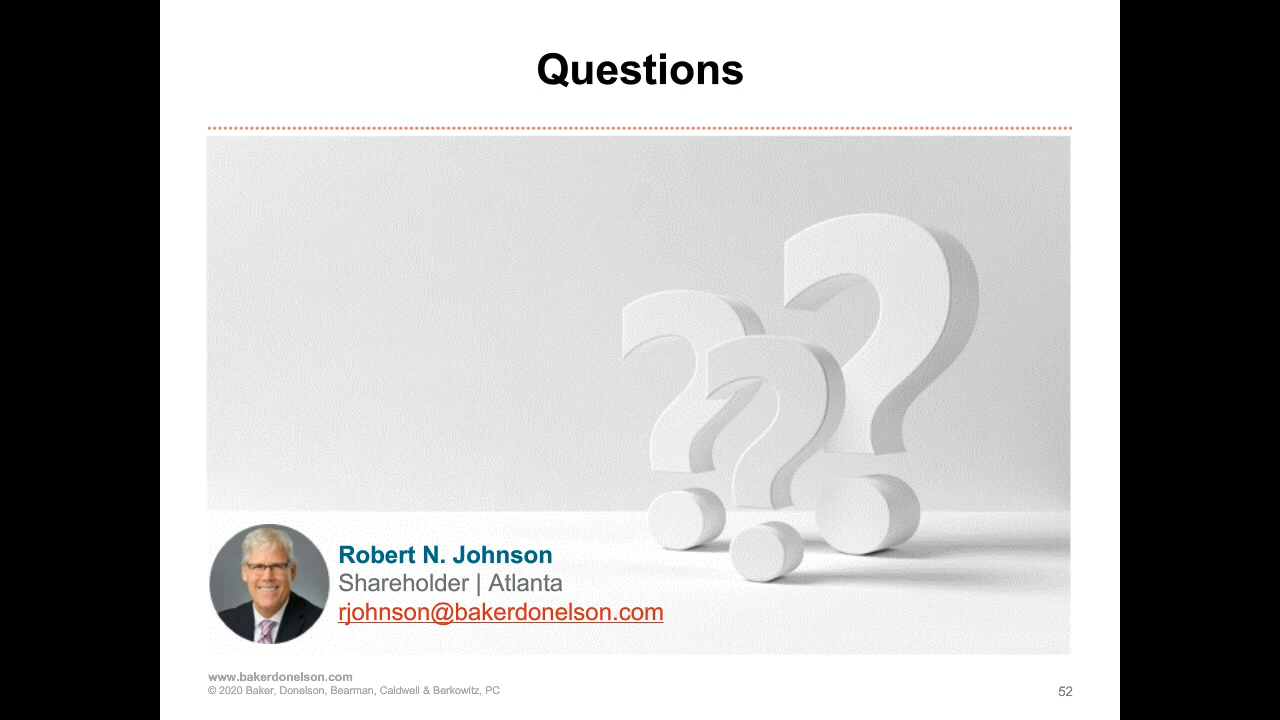 Questions
Robert N. Johnson
Shareholder | Atlanta
rjohnson@bakerdonelson.com
www.bakerdonelson.com
© 2020 Baker, Donelson, Bearman, Caldwell & Berkowitz, PC
52